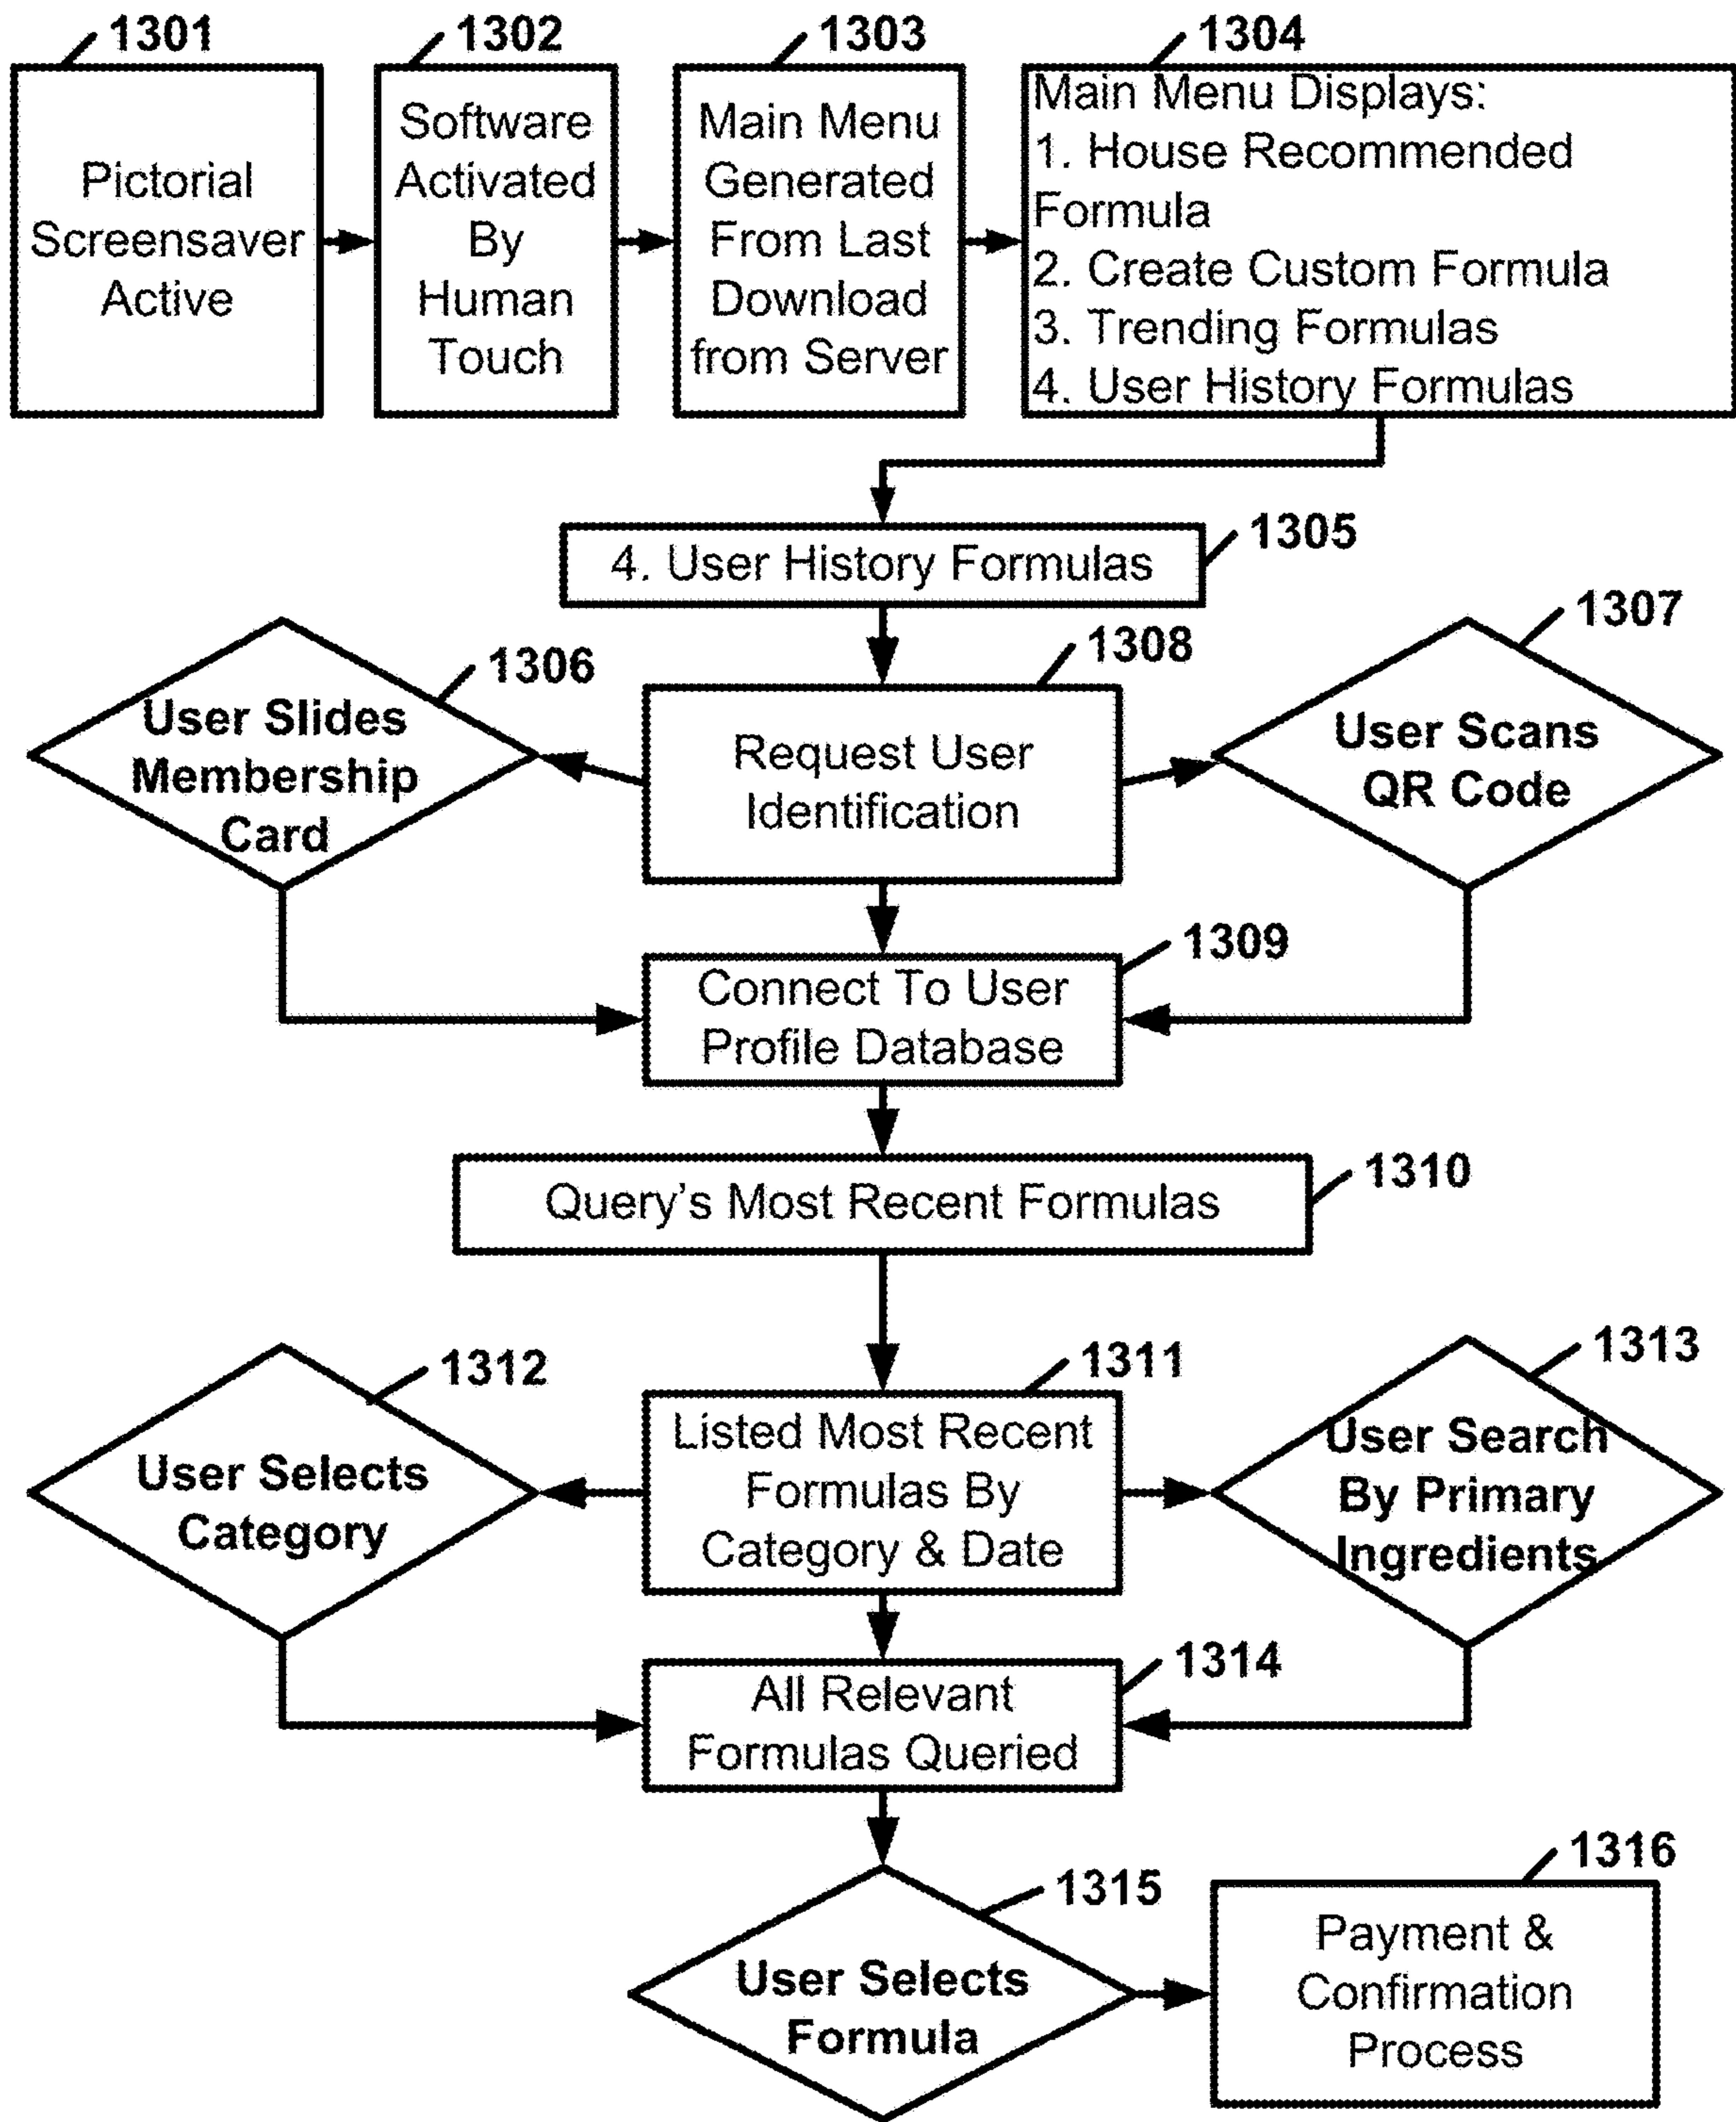 1301
Pictorial
Screensaver
Active
1302
Software
Activated
By
Human
Touch
1303
Main Menu
Generated
From Last
Download
from Server
1304
Main Menu Displays:
1. House Recommended
Formula
2. Create Custom Formula
3. Trending Formulas
4. User History Formulas
1305
4. User History Formulas
1306
User Slides
Membership
Card
1308
Request User
Identification
1307
User Scans
QR Code
1309
Connect To User
Profile Database
1310
Query's Most Recent Formulas
1312
User Selects
Category
1311
Listed Most Recent
Formulas By
Category & Date
1313
User Search
By Primary
Ingredients
1314
All Relevant
Formulas Queried
1315
User Selects
Formula
1316
Payment &
Confirmation
Process